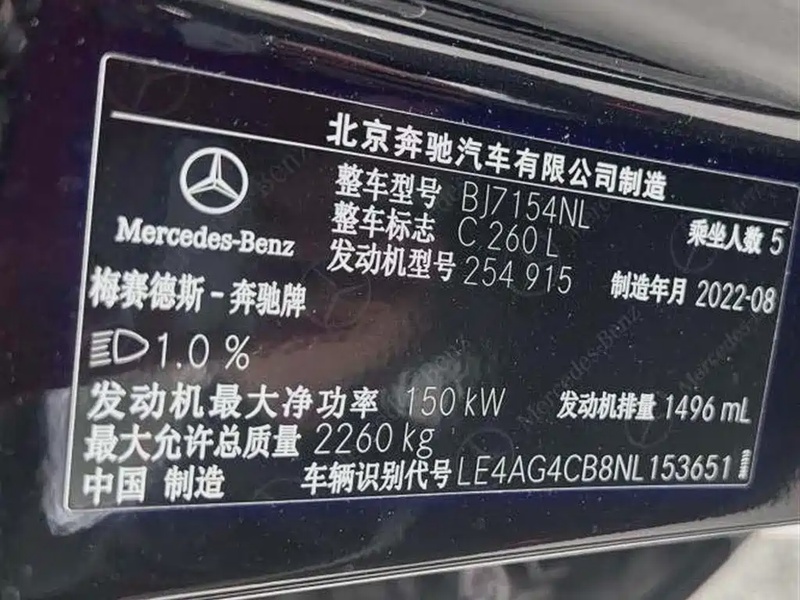 北京奔驰汽车有限公司制造
Mercedes-Benz
整车型号 BJ7154NL
整车标志 C 260 L 乘坐人数 5
发动机型号 254 915 制造年月 2022-08
梅赛德斯-奔驰牌
1.0 %
发动机最大净功率 150 kW 发动机排量 1496 mL
最大允许总质量 2260 kg
中国 制造 车辆识别代号 LE4AG4CB8NL153651